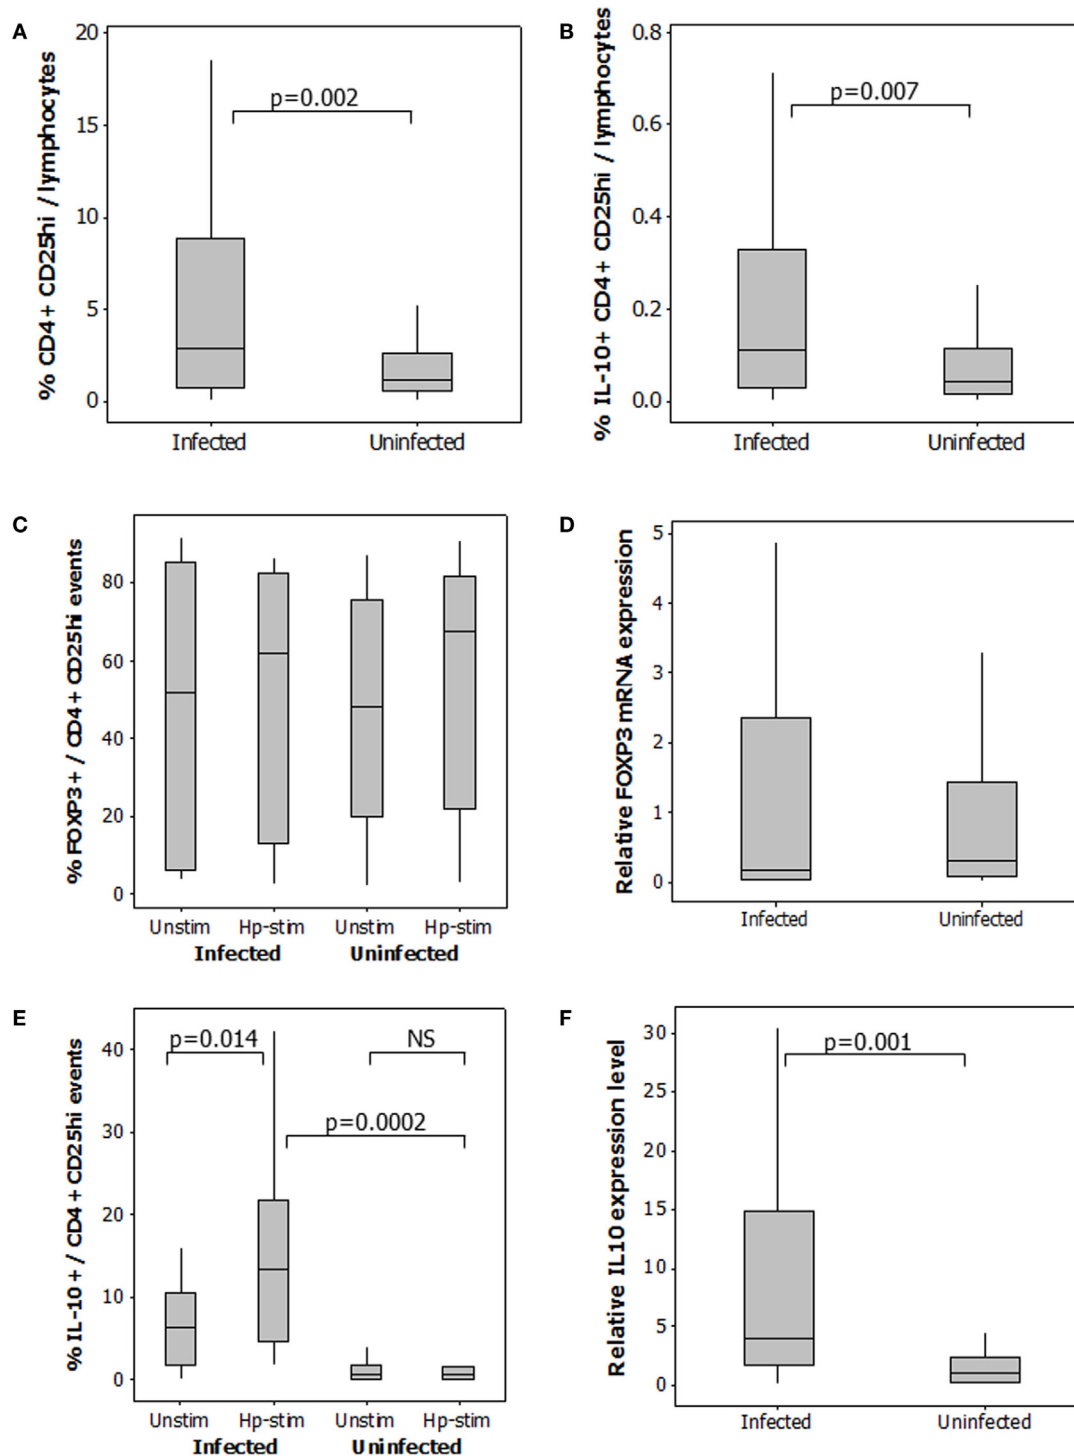 A
% CD4+ CD25hi / lymphocytes
20
15
10
5
0
p=0.002
Infected Uninfected
B
% IL-10+ CD4+ CD25hi / lymphocytes
0.8
0.6
0.4
0.2
0.0
p=0.007
Infected Uninfected
C
% FOXP3+ / CD4+ CD25hi events
80
60
40
20
0
Unstim Hp-stim Unstim Hp-stim
Infected Uninfected
D
Relative FOXP3 mRNA expression
5
4
3
2
1
0
Infected Uninfected
E
% IL-10+ / CD4+ CD25hi events
40
30
20
10
0
p=0.014 NS
p=0.0002
Unstim Hp-stim Unstim Hp-stim
Infected Uninfected
F
Relative IL10 expression level
30
25
20
15
10
5
0
p=0.001
Infected Uninfected